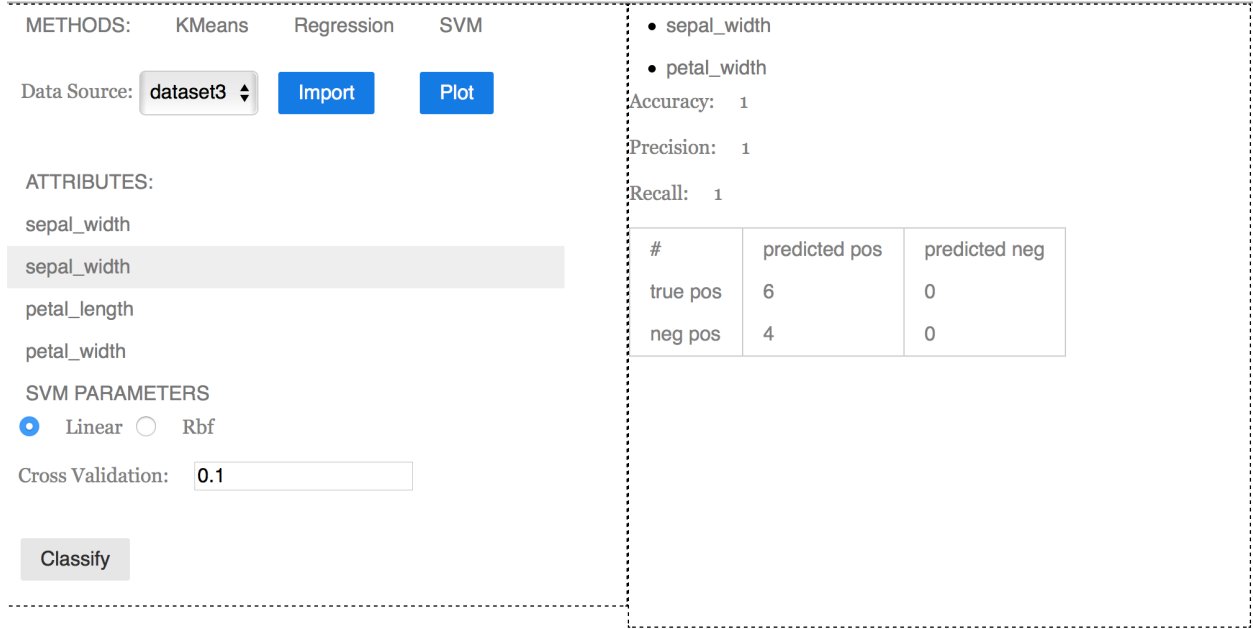 METHODS: KMeans Regression SVM
Data Source: dataset3 Import Plot
ATTRIBUTES:
sepal_width
sepal_width
petal_length
petal_width
SVM PARAMETERS
Linear Rbf
Cross Validation: 0.1
Classify
sepal_width
petal_width
Accuracy: 1
Precision: 1
Recall: 1
# predicted pos predicted neg
true pos 6 0
neg pos 4 0